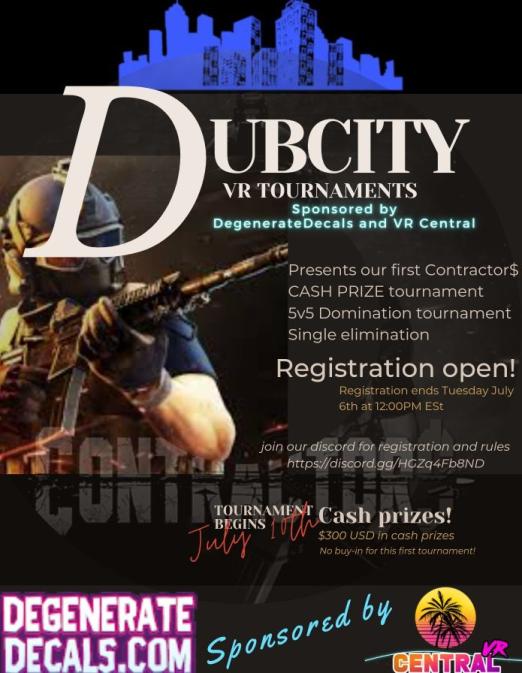 DUBCITY
VR TOURNAMENTS
Sponsored by
DegenerateDecals and VR Central
Presents our first Contractor$
CASH PRIZE tournament
5v5 Domination tournament
Single elimination
Registration open!
Registration ends Tuesday July
6th at 12:00PM ESt
join our discord for registration and rules
https://discord.gg/HGZq4Fb8ND
CONTRACTOR$
TOURNAMENT
BEGINS
July 10th
Cash prizes!
$300 USD in cash prizes
No buy-in for this first tournament!
DEGENERATE
DECALS.COM
Sponsored by
VR
CENTRAL